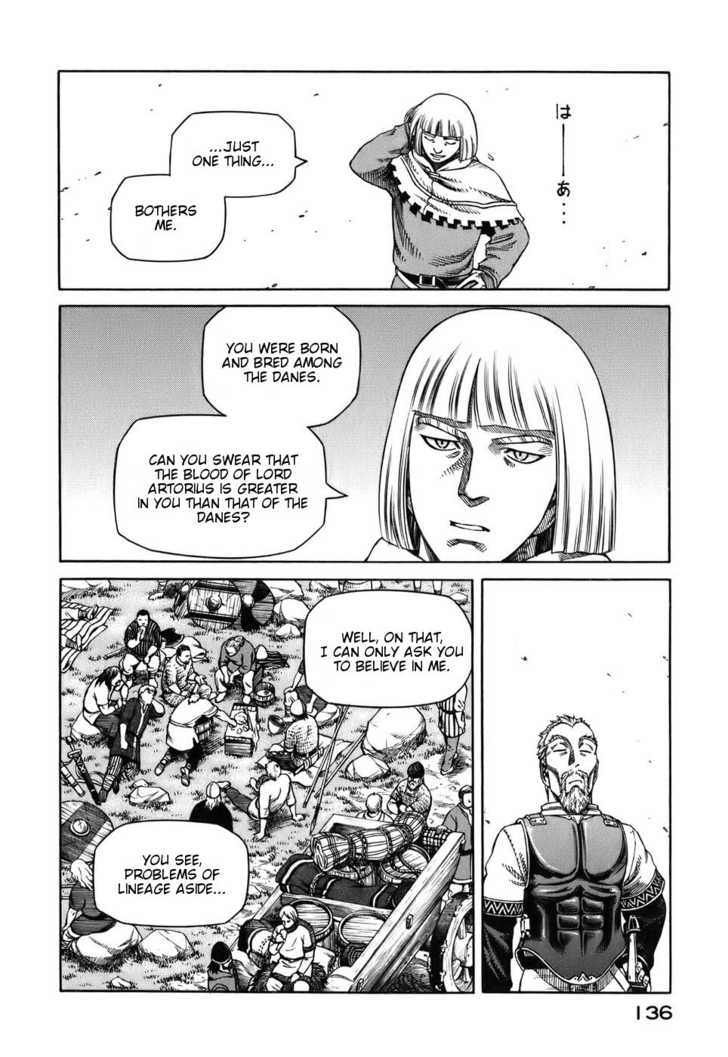 ...JUST
ONE THING...
BOTHERS
ME.
は
ー
あ
・
・
・
YOU WERE BORN
AND BRED AMONG
THE DANES.
CAN YOU SWEAR THAT
THE BLOOD OF LORD
ARTORIUS IS GREATER
IN YOU THAN THAT OF THE
DANES?
WELL, ON THAT,
I CAN ONLY ASK YOU
TO BELIEVE IN ME.
YOU SEE,
PROBLEMS OF
LINEAGE ASIDE...
136